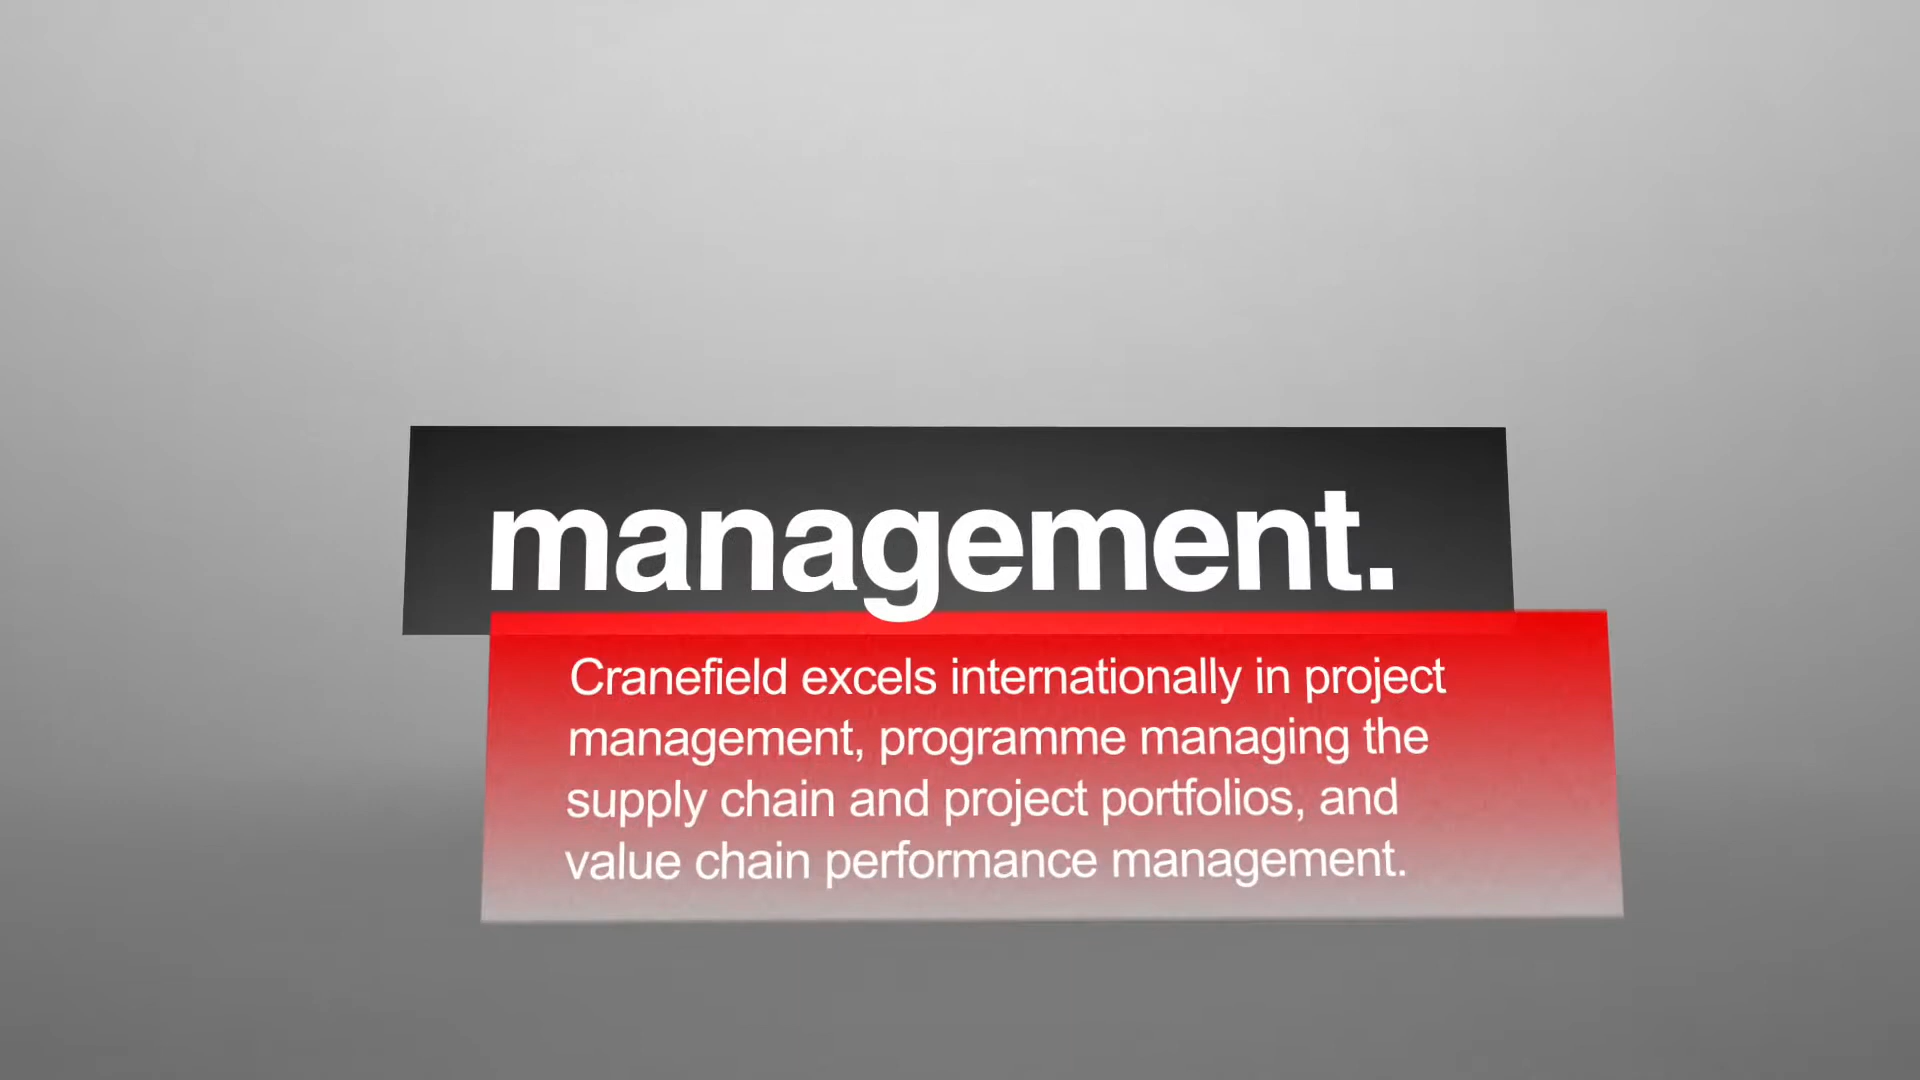 management.
Cranefield excels internationally in project
management, programme managing the
supply chain and project portfolios, and
value chain performance management.